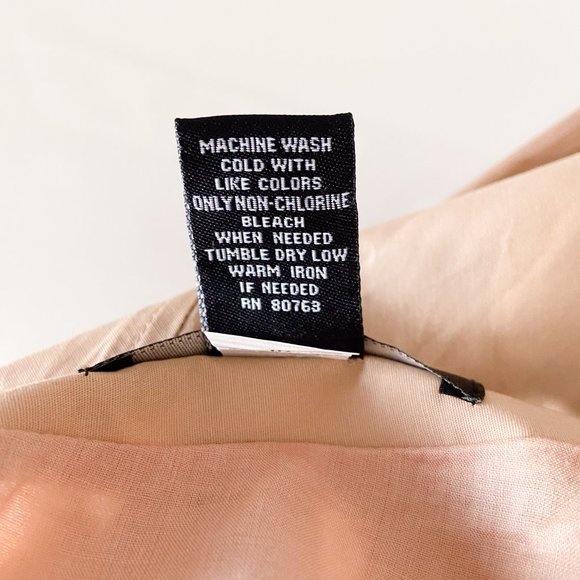 MACHINE WASH
COLD WITH
LIKE COLORS
ONLY NON-CHLORINE
BLEACH
WHEN NEEDED
TUMBLE DRY LOW
WARM IRON
IF NEEDED
RN 80763